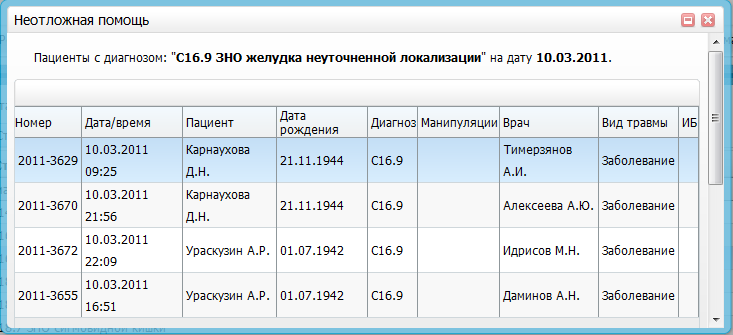 Неотложная помощь
Пациенты с диагнозом: "C16.9 ЗНО желудка неуточненной локализации" на дату 10.03.2011.
Номер Дата/время Пациент Дата рождения Диагноз Манипуляции Врач Вид травмы ИБ
2011-3629 10.03.2011 09:25 Карнаухова Д.Н. 21.11.1944 C16.9 Тимерзянов А.И. Заболевание
2011-3670 10.03.2011 21:56 Карнаухова Д.Н. 21.11.1944 C16.9 Алексеева А.Ю. Заболевание
2011-3672 10.03.2011 22:09 Ураскузин А.Р. 01.07.1942 C16.9 Идрисов М.Н. Заболевание
2011-3655 10.03.2011 16:51 Ураскузин А.Р. 01.07.1942 C16.9 Даминов А.Н. Заболевание
ЗНО сигмовидной кишки